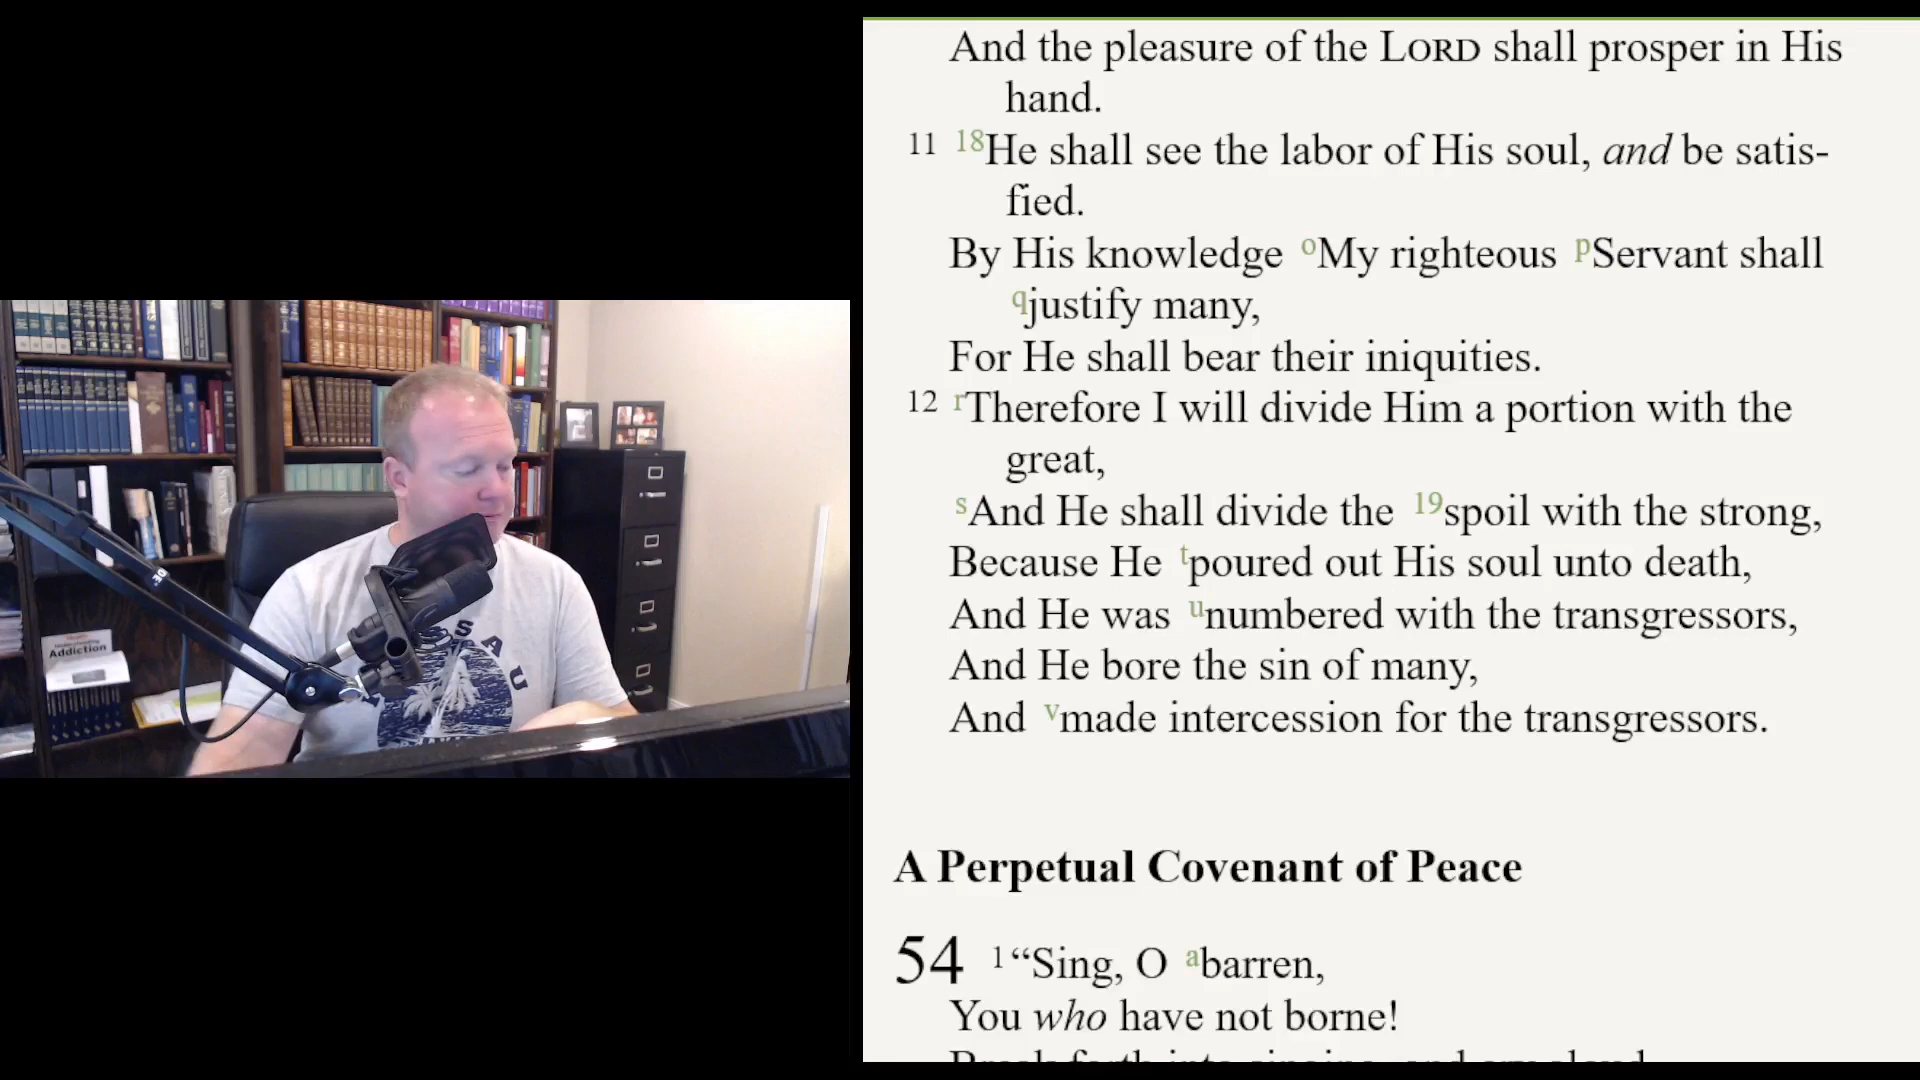 And the pleasure of the LORD shall prosper in His
hand.
11 18He shall see the labor of His soul, and be satis-
fied.
By His knowledge oMy righteous pServant shall
qjustify many,
For He shall bear their iniquities.
12 rTherefore I will divide Him a portion with the
great,
sAnd He shall divide the 19spoil with the strong,
Because He tpoured out His soul unto death,
And He was unumbered with the transgressors,
And He bore the sin of many,
And vmade intercession for the transgressors.
A Perpetual Covenant of Peace
54 1 “Sing, O abarren,
You who have not borne!
Addiction
SAU